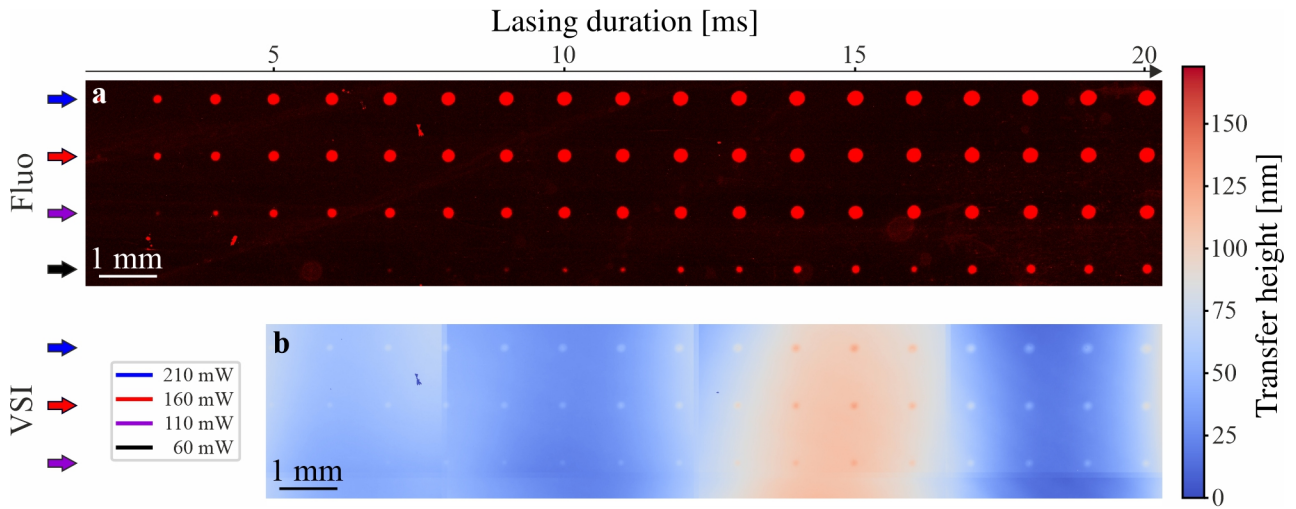 Lasing duration [ms]
5 10 15 20
a
Fluo
1 mm
b
VSI
210 mW
160 mW
110 mW
60 mW
1 mm
150
125
100
75
50
25
0
Transfer height [nm]